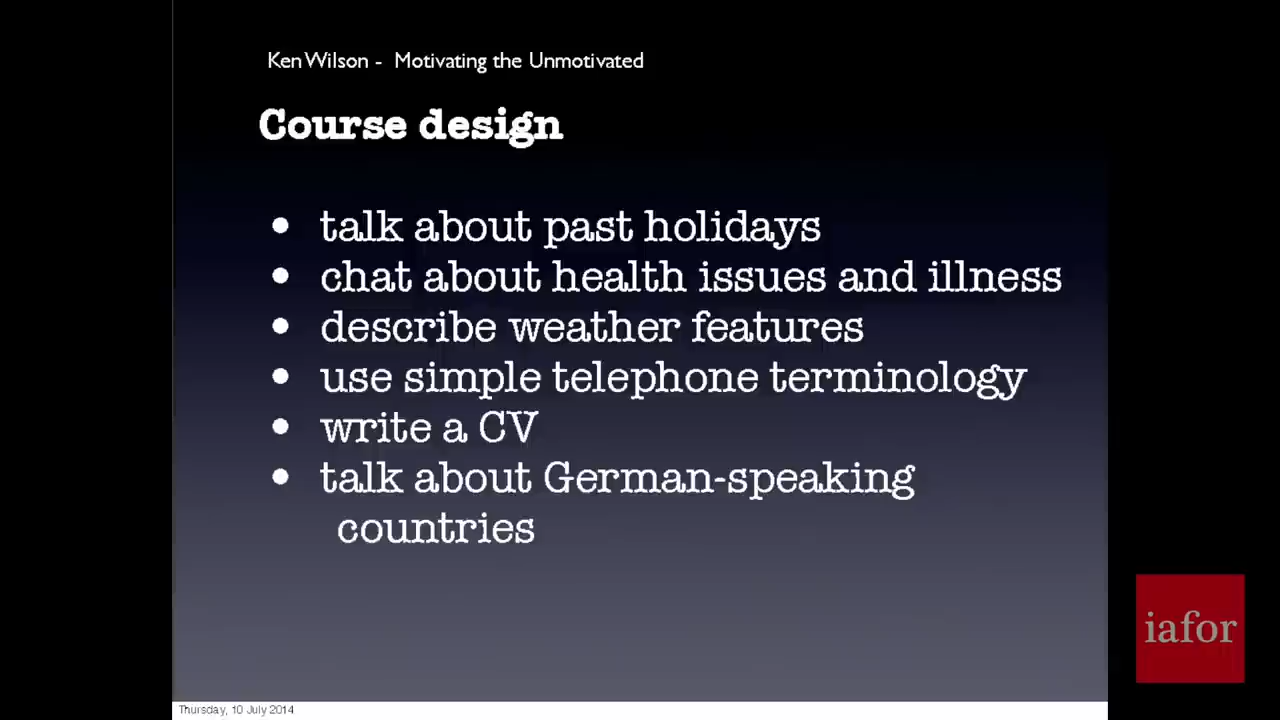 Ken Wilson - Motivating the Unmotivated
Course design
• talk about past holidays
• chat about health issues and illness
• describe weather features
• use simple telephone terminology
• write a CV
• talk about German-speaking
countries
iafor
Thursday, 10 July 2014